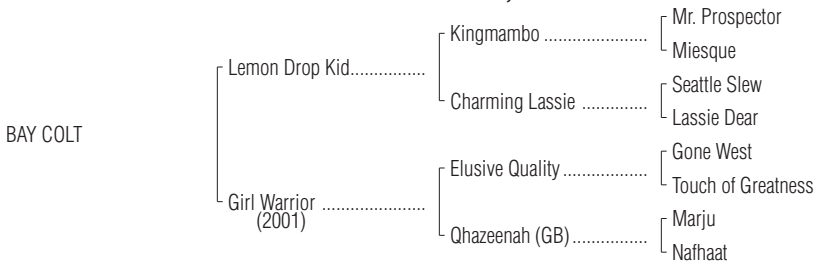 Mr. Prospector
Kingmambo ......................
Miesque
Lemon Drop Kid................
Seattle Slew
Charming Lassie ..............
Lassie Dear
BAY COLT
Gone West
Elusive Quality ..................
Touch of Greatness
Girl Warrior ......................
(2001)
Marju
Qhazeenah (GB)................
Nafhaat